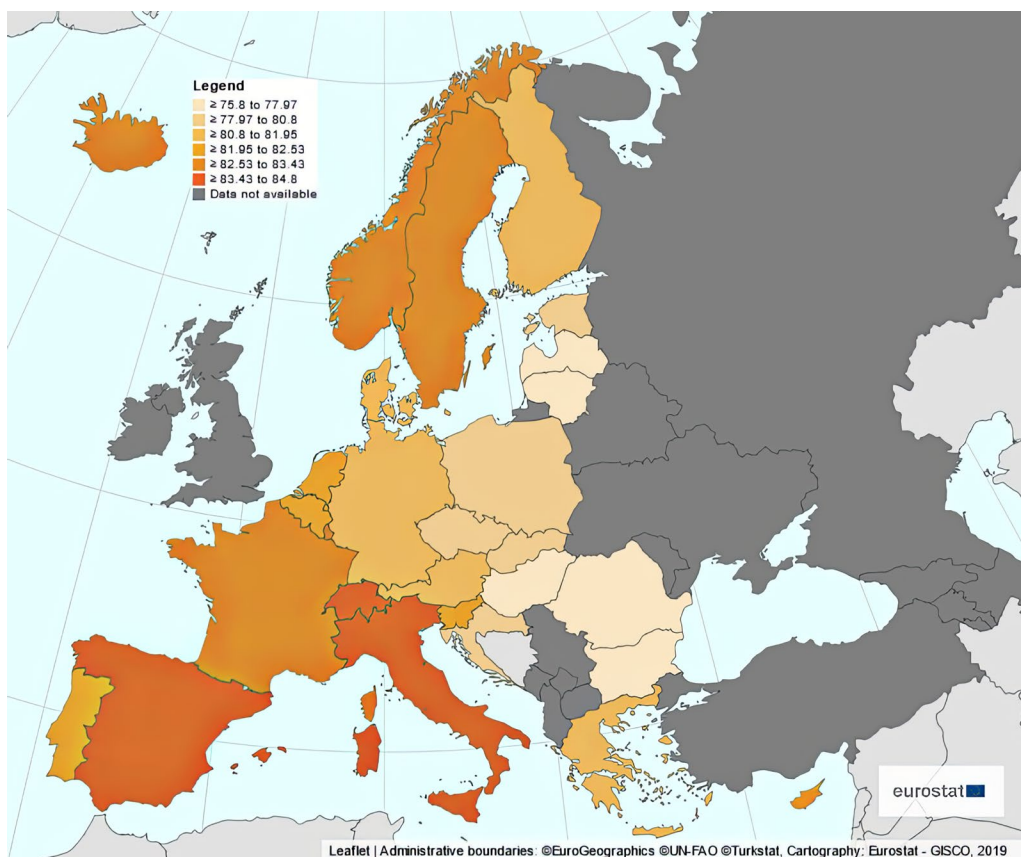 Legend
≥ 75.8 to 77.97
≥ 77.97 to 80.8
≥ 80.8 to 81.95
≥ 81.95 to 82.53
≥ 82.53 to 83.43
≥ 83.43 to 84.8
Data not available
eurostat
Leaflet | Administrative boundaries: ©EuroGeographics ©UN-FAO ©Turkstat, Cartography: Eurostat - GISCO, 2019